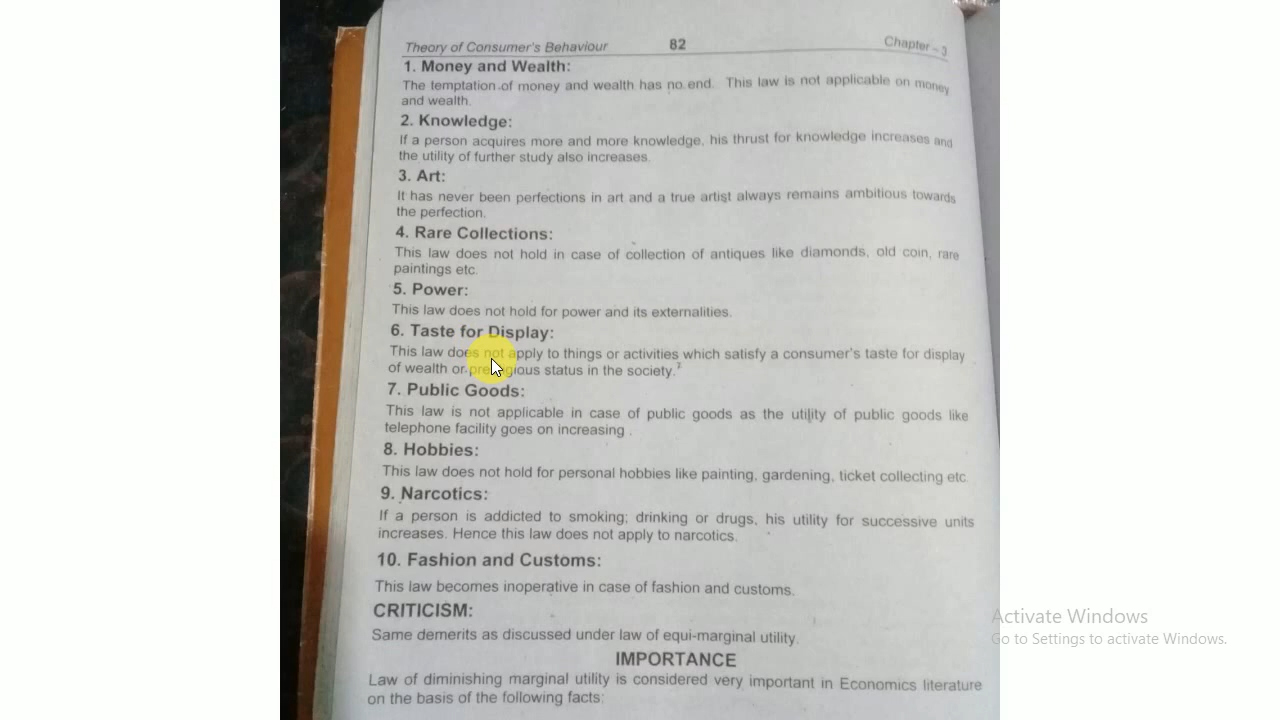 Theory of Consumer's Behaviour 82 Chapter – 3
1. Money and Wealth:
The temptation of money and wealth has no end. This law is not applicable on money
and wealth.
2. Knowledge:
If a person acquires more and more knowledge, his thrust for knowledge increases and
the utility of further study also increases.
3. Art:
It has never been perfections in art and a true artist always remains ambitious towards
the perfection.
4. Rare Collections:
This law does not hold in case of collection of antiques like diamonds, old coin, rare
paintings etc.
5. Power:
This law does not hold for power and its externalities.
6. Taste for Display:
This law does not apply to things or activities which satisfy a consumer's taste for display
of wealth or status in the society.
7. Public Goods:
This law is not applicable in case of public goods as the utility of public goods like
telephone facility goes on increasing .
8. Hobbies:
This law does not hold for personal hobbies like painting, gardening, ticket collecting etc.
9. Narcotics:
If a person is addicted to smoking; drinking or drugs, his utility for successive units
increases. Hence this law does not apply to narcotics.
10. Fashion and Customs:
This law becomes inoperative in case of fashion and customs.
CRITICISM:
Same demerits as discussed under law of equi-marginal utility.
IMPORTANCE
Law of diminishing marginal utility is considered very important in Economics literature
on the basis of the following facts:
Activate Windows
Go to Settings to activate Windows.